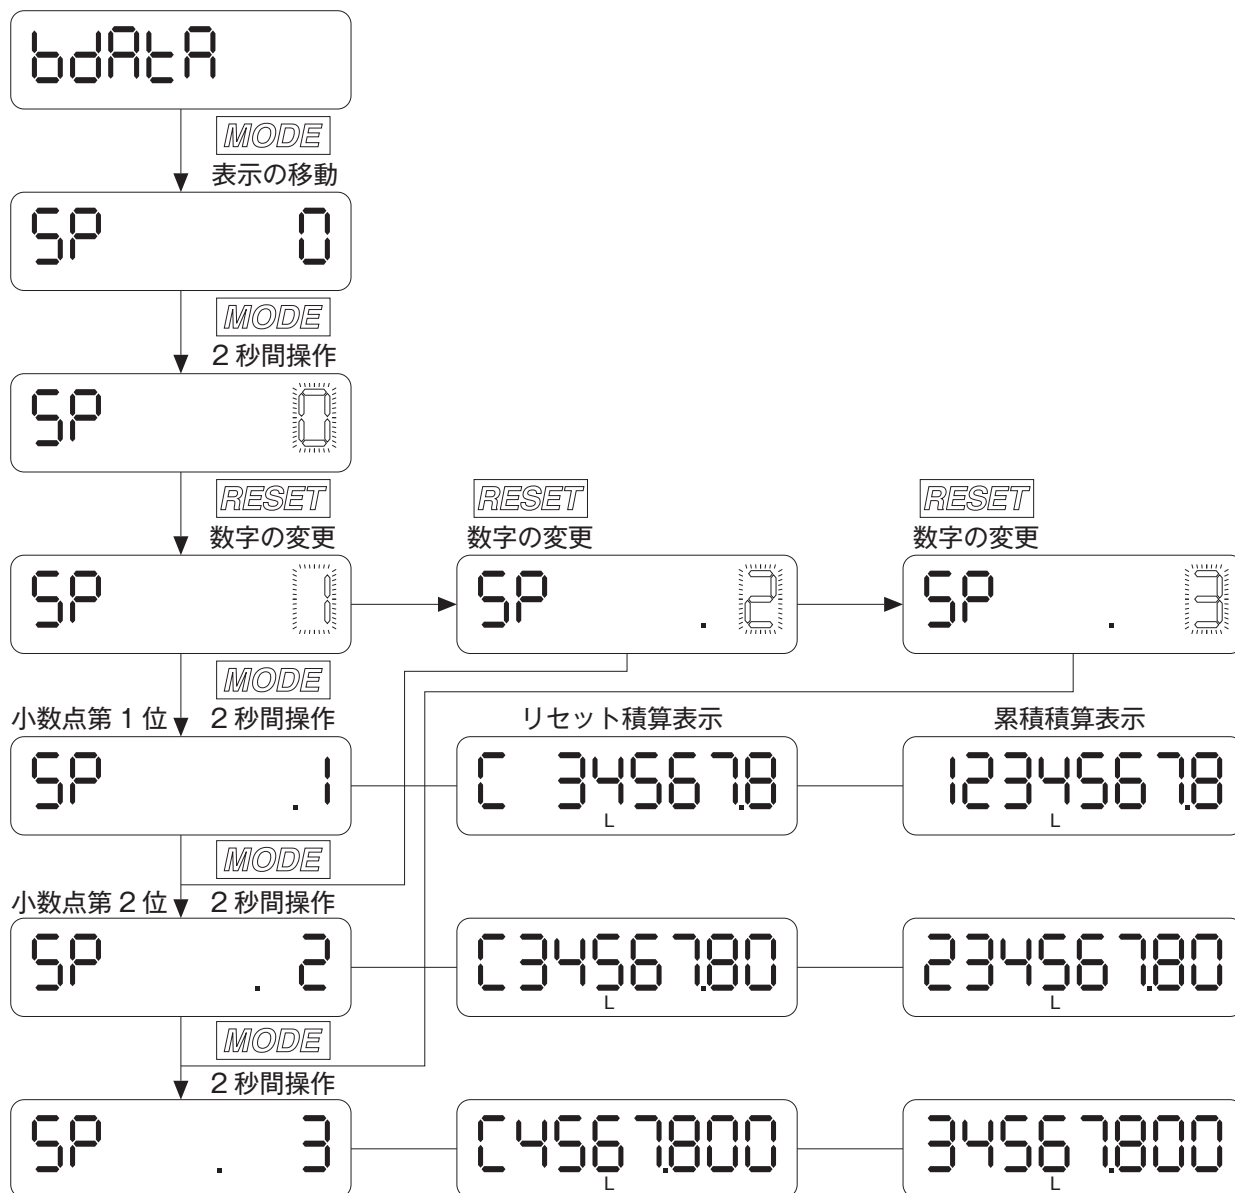 bdAtA
MODE
表示の移動
SP 0
MODE
2 秒間操作
SP 0
RESET
数字の変更
RESET
数字の変更
RESET
数字の変更
SP 1
SP . 2
SP . 3
MODE
小数点第 1 位
2 秒間操作
リセット積算表示
累積積算表示
SP .1
C 34567.8
L
1234567.8
L
MODE
小数点第 2 位
2 秒間操作
SP . 2
C34567.80
L
234567.80
L
MODE
2 秒間操作
SP . 3
C4567.800
L
34567.800
L